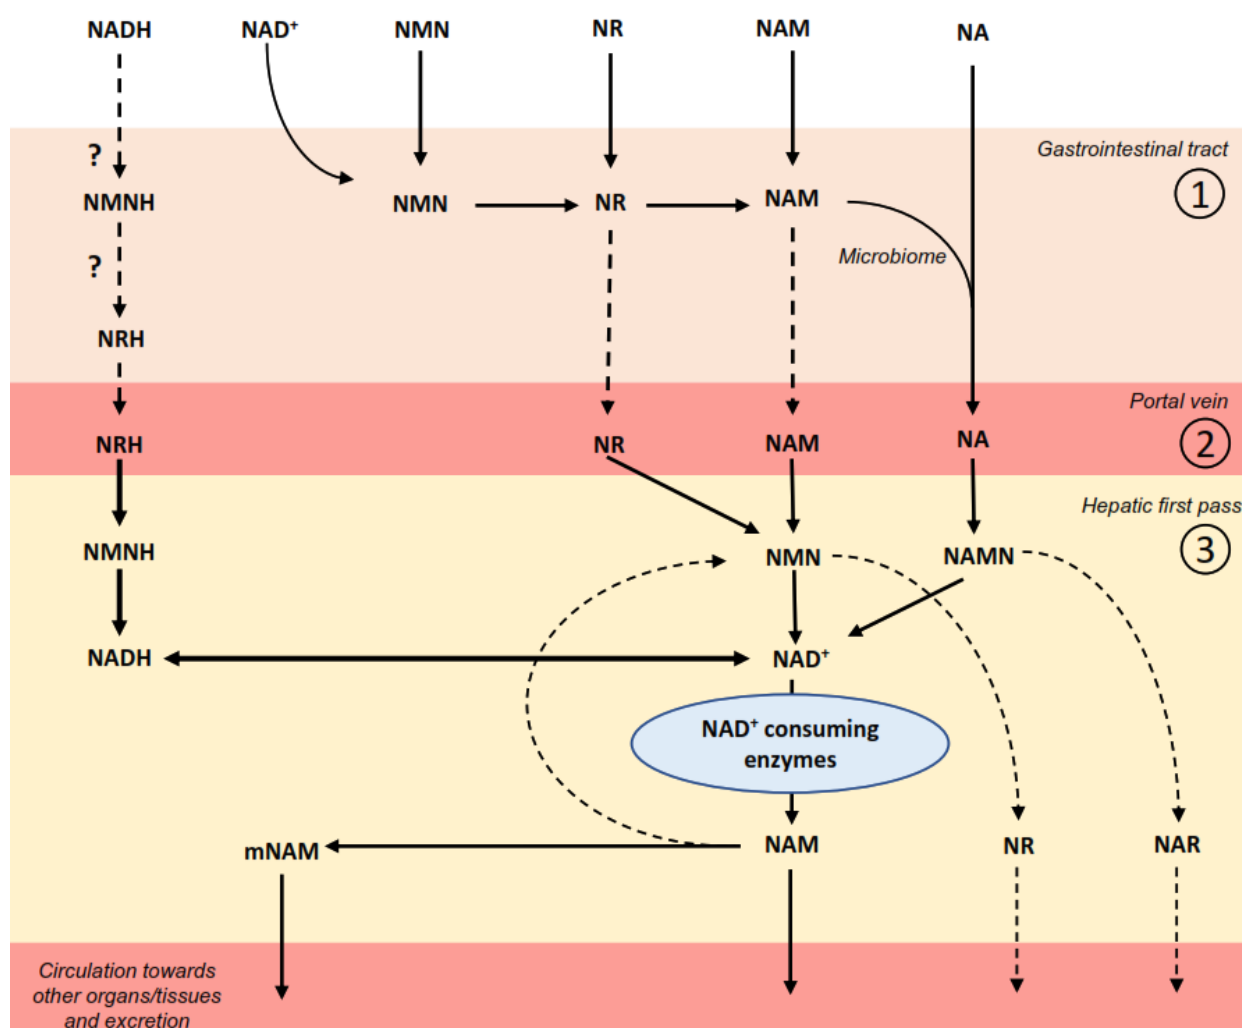 NADH NAD⁺ NMN NR NAM NA
Gastrointestinal tract
1
?
NMNH NMN NR NAM
Microbiome
?
NRH
Portal vein
2
NRH NR NAM NA
Hepatic first pass
3
NMNH NMN NAMN
NADH NAD⁺
NAD⁺ consuming
enzymes
mNAM NAM NR NAR
Circulation towards
other organs/tissues
and excretion